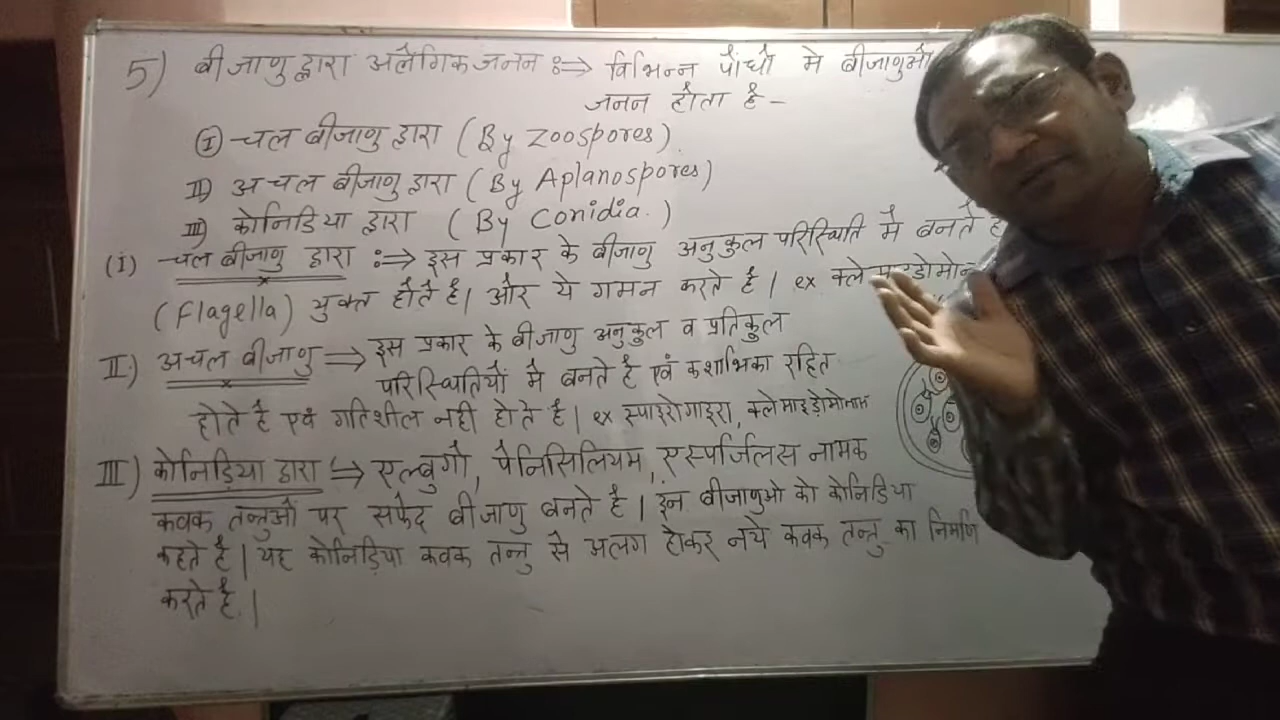 5) बीजाणु द्वारा अलैंगिक जनन :⇒ विभिन्न पौधों मे बीजाणुओ
जनन होता है -
(I) चल बीजाणु द्वारा (By Zoospores)
II) अचल बीजाणु द्वारा (By Aplanospores)
III) कोनिडिया द्वारा (By Conidia.)
(i) चल बीजाणु द्वारा :⇒ इस प्रकार के बीजाणु अनुकुल परिस्थिति मै बनते है
(Flagella) युक्त होते है। और ये गमन करते है। ex
II) अचल बीजाणु ⇒ इस प्रकार के बीजाणु अनुकुल व प्रतिकुल
परिस्थितियों मै बनते है एवं कशाभिका रहित
होते है एवं गतिशील नही होते है। ex स्पाइरोगाइरा, क्लेमाइडोमोनास
III) कोनिड़िया द्वारा ↪ एल्बुगो, पेनिसिलियम, एस्पर्जिलस नामक
कवक तन्तुओं पर सफेद बीजाणु बनते है। इन बीजाणुओ को कोनिडिया
कहते है। यह कोनिड़िया कवक तन्तु से अलग होकर नये कवक तन्तु का निर्माण
करते है।